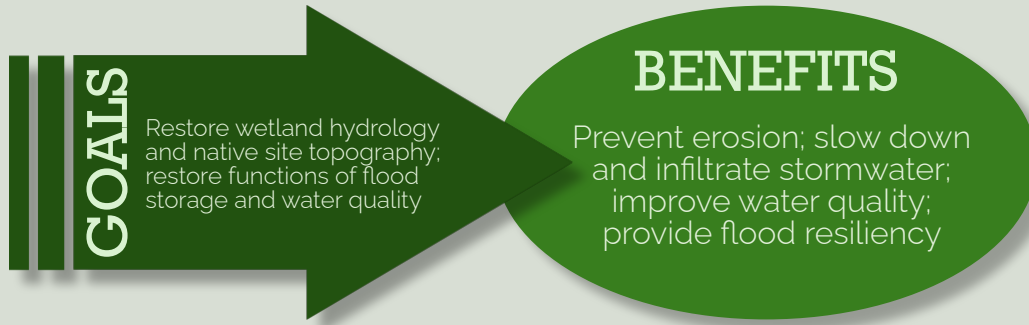 GOALS
Restore wetland hydrology
and native site topography;
restore functions of flood
storage and water quality
BENEFITS
Prevent erosion; slow down
and infiltrate stormwater;
improve water quality;
provide flood resiliency